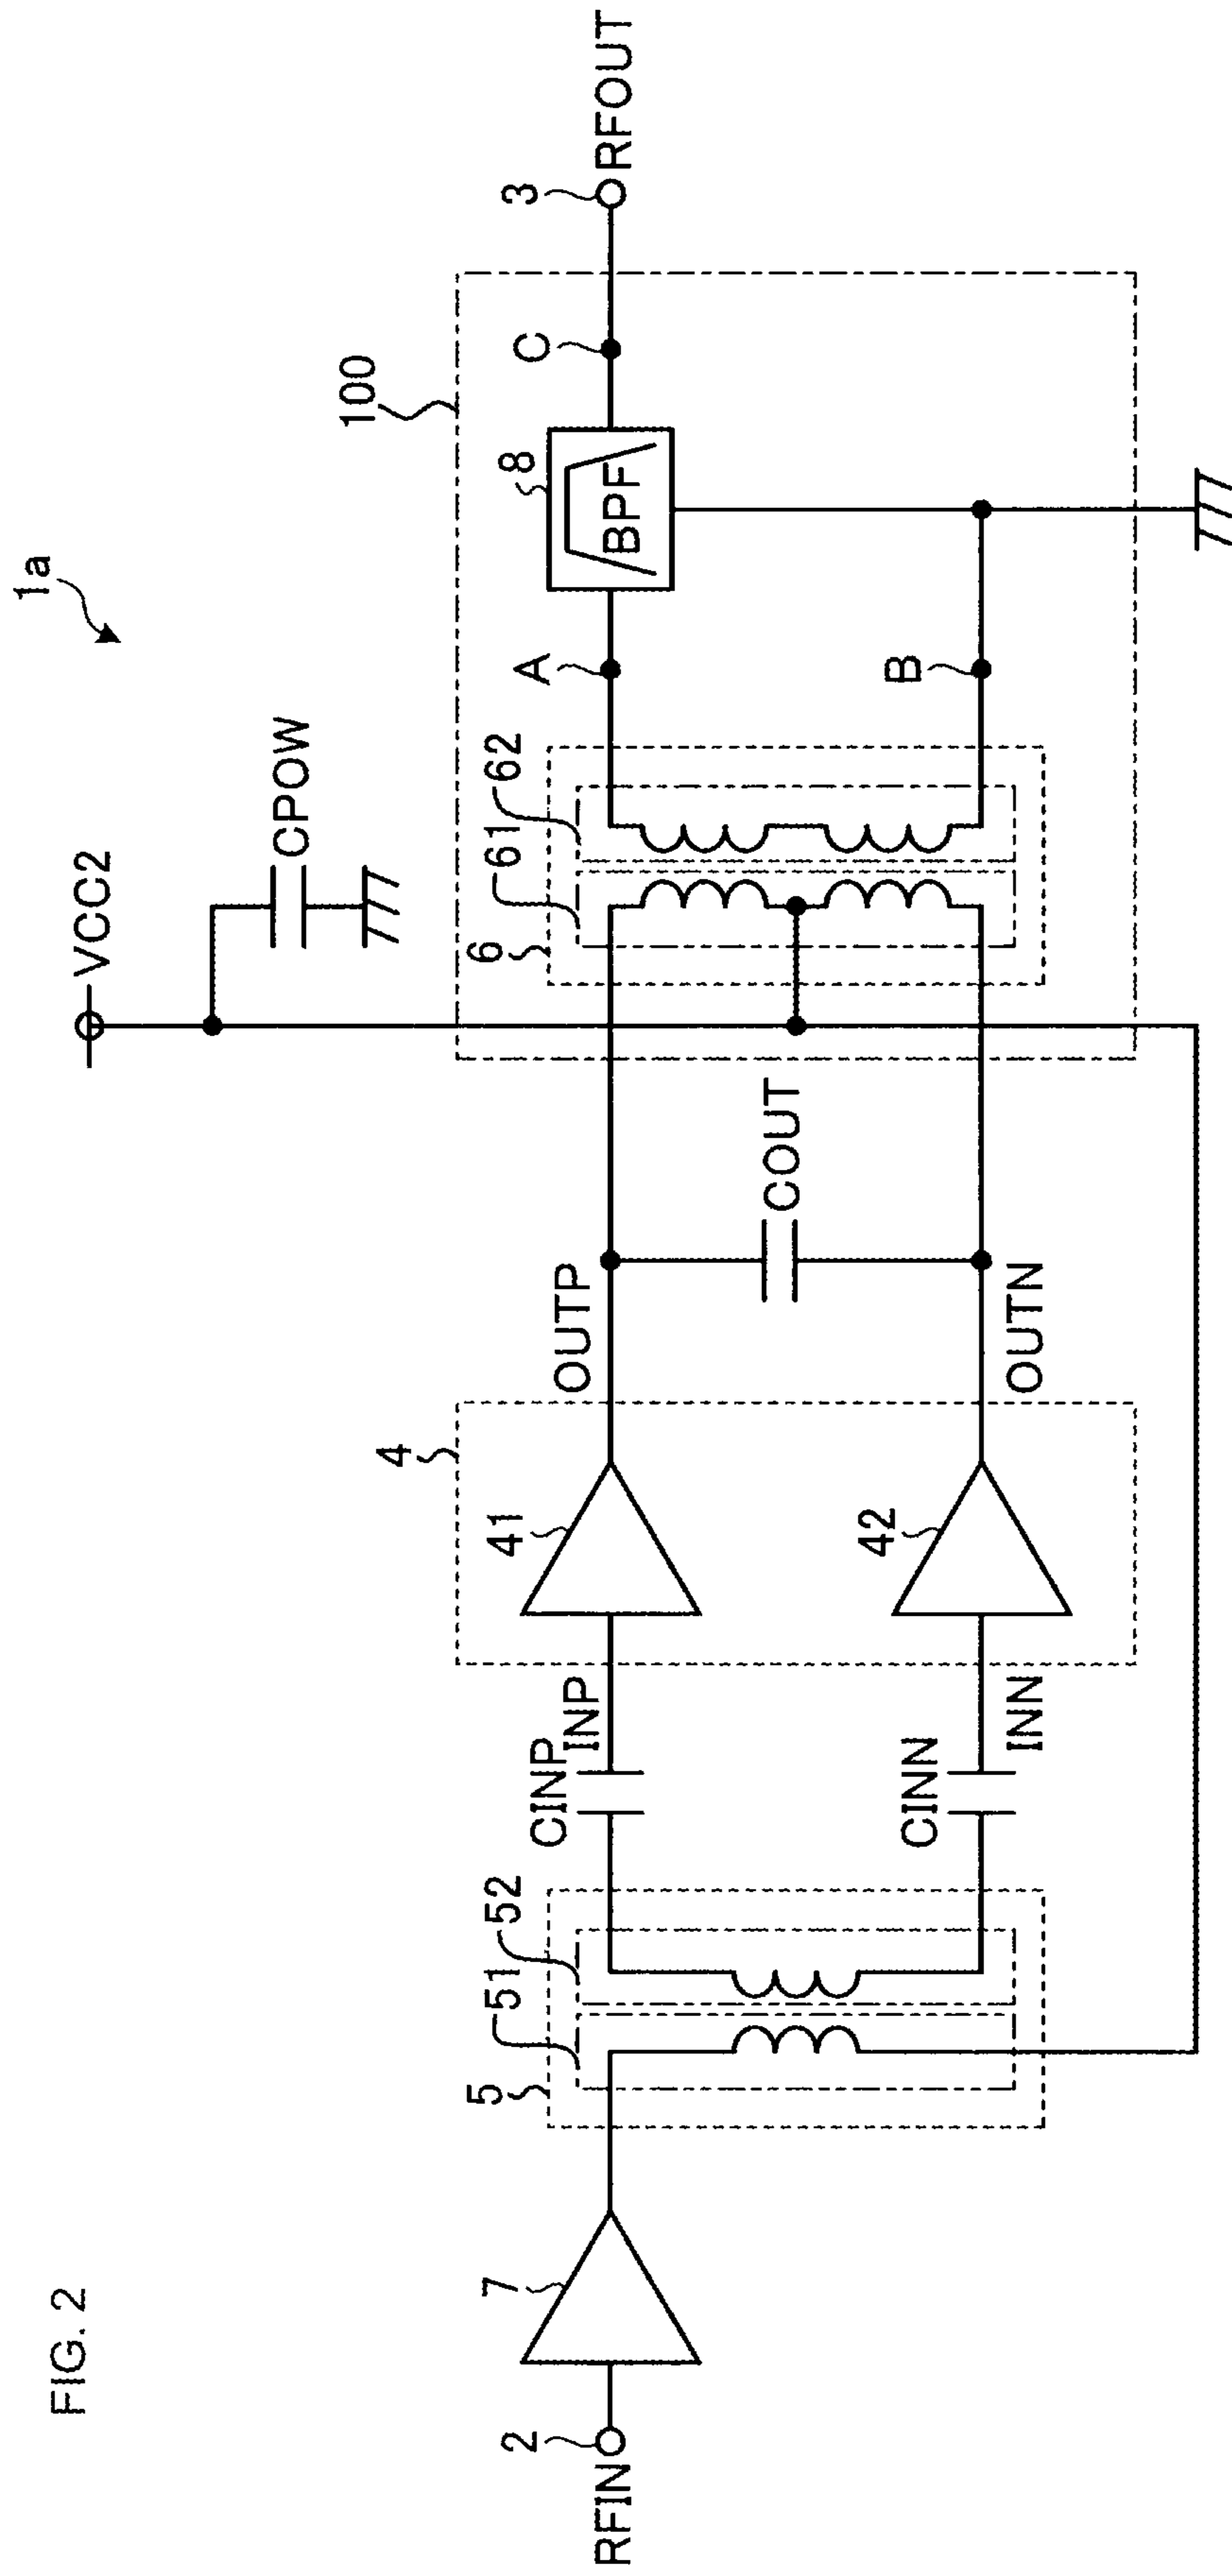 FIG. 2
1a
VCC2
CPOW
100
RFIN
2
7
5
51
52
CINP
INP
CINN
INN
4
41
42
OUTP
OUTN
COUT
6
61
62
A
B
8
BPF
C
3
RFOUT